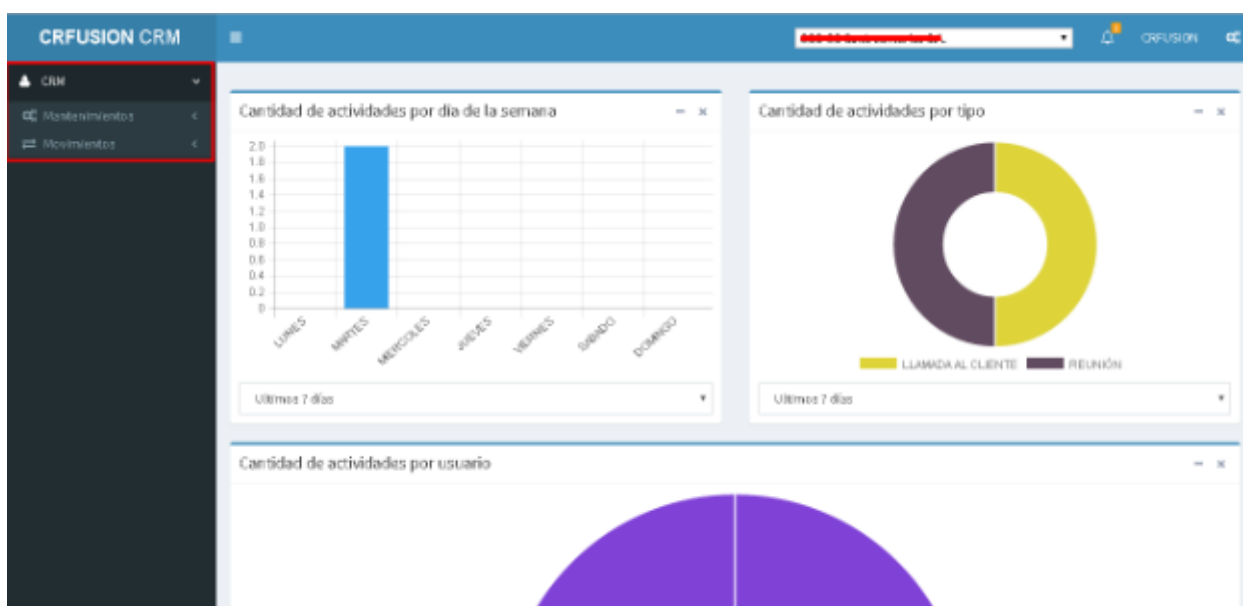 CRFUSION CRM
CRFUSION
CRM
Mantenimientos
Movimientos
Cantidad de actividades por día de la semana
Cantidad de actividades por tipo
2.0
1.8
1.6
1.4
1.2
1.0
0.8
0.6
0.4
0.2
0
LUNES
MARTES
MIERCOLES
JUEVES
VIERNES
SABADO
DOMINGO
LLAMADA AL CLIENTE
REUNIÓN
Ultimos 7 días
Ultimos 7 días
Cantidad de actividades por usuario